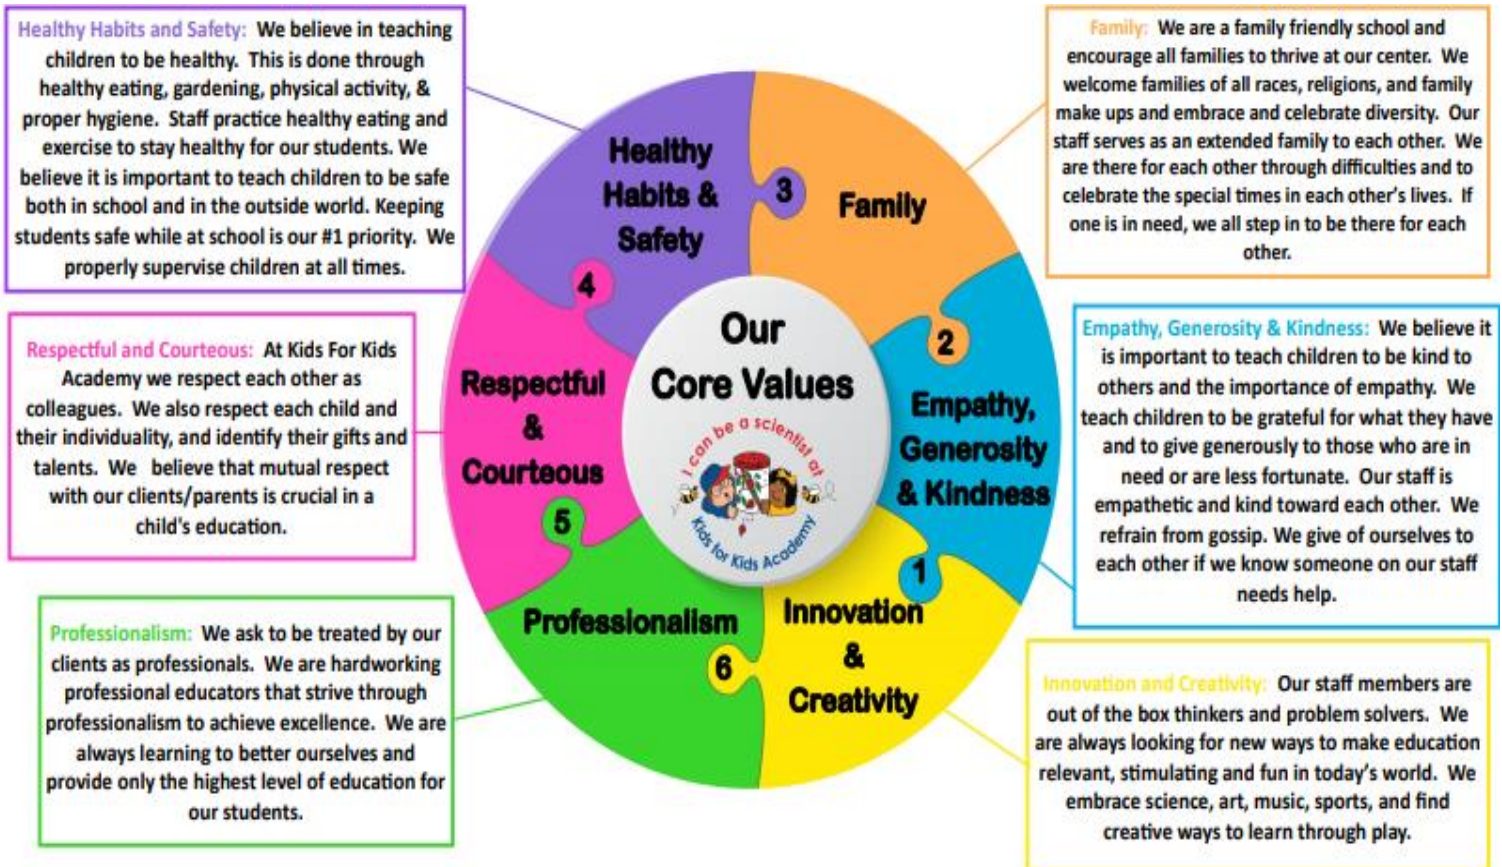 Healthy Habits and Safety: We believe in teaching
children to be healthy. This is done through
healthy eating, gardening, physical activity, &
proper hygiene. Staff practice healthy eating and
exercise to stay healthy for our students. We
believe it is important to teach children to be safe
both in school and in the outside world. Keeping
students safe while at school is our #1 priority. We
properly supervise children at all times.
Family: We are a family friendly school and
encourage all families to thrive at our center. We
welcome families of all races, religions, and family
make ups and embrace and celebrate diversity. Our
staff serves as an extended family to each other. We
are there for each other through difficulties and to
celebrate the special times in each other's lives. If
one is in need, we all step in to be there for each
other.
Respectful and Courteous: At Kids For Kids
Academy we respect each other as
colleagues. We also respect each child and
their individuality, and identify their gifts and
talents. We believe that mutual respect
with our clients/parents is crucial in a
child's education.
Empathy, Generosity & Kindness: We believe it
is important to teach children to be kind to
others and the importance of empathy. We
teach children to be grateful for what they have
and to give generously to those who are in
need or are less fortunate. Our staff is
empathetic and kind toward each other. We
refrain from gossip. We give of ourselves to
each other if we know someone on our staff
needs help.
Professionalism: We ask to be treated by our
clients as professionals. We are hardworking
professional educators that strive through
professionalism to achieve excellence. We are
always learning to better ourselves and
provide only the highest level of education for
our students.
Innovation and Creativity: Our staff members are
out of the box thinkers and problem solvers. We
are always looking for new ways to make education
relevant, stimulating and fun in today's world. We
embrace science, art, music, sports, and find
creative ways to learn through play.
Healthy
Habits &
Safety
3
Family
4
2
Respectful
&
Courteous
Our
Core Values
I can be a scientist at
Kids for Kids Academy
Empathy,
Generosity
& Kindness
5
1
Professionalism
6
Innovation
&
Creativity